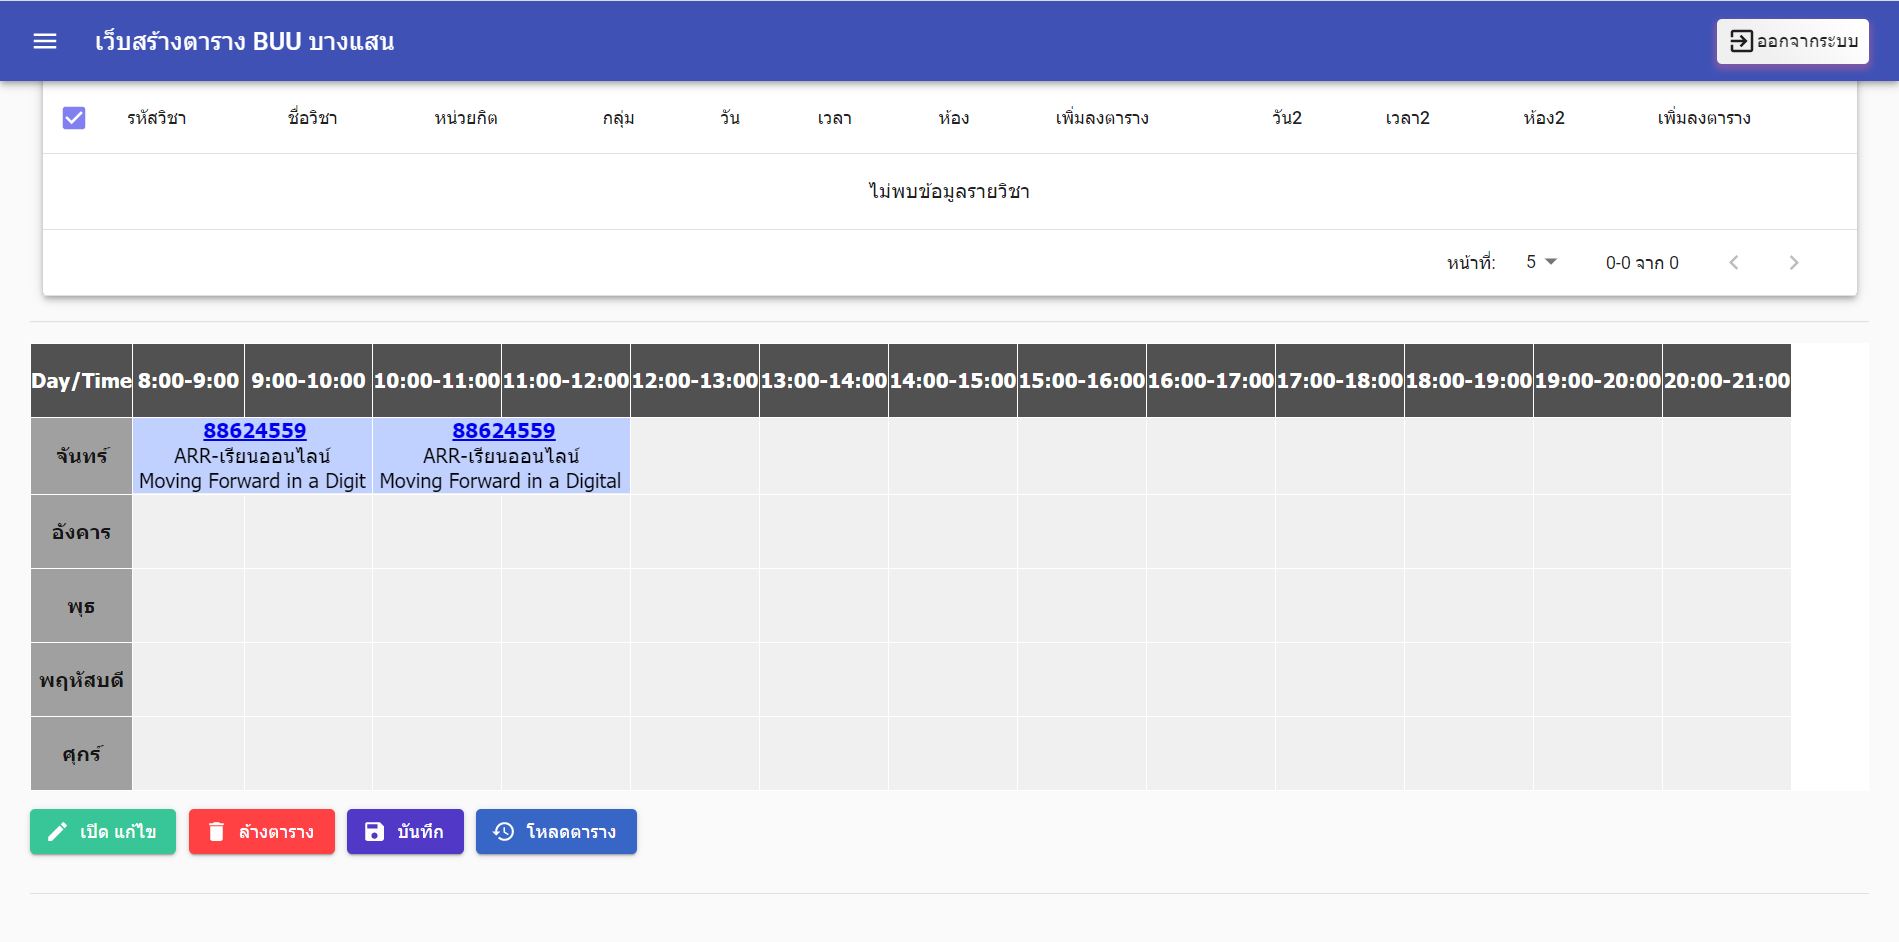 เว็บสร้างตาราง BUU บางแสน
ออกจากระบบ
รหัสวิชา ชื่อวิชา หน่วยกิต กลุ่ม วัน เวลา ห้อง เพิ่มลงตาราง วัน2 เวลา2 ห้อง2 เพิ่มลงตาราง
ไม่พบข้อมูลรายวิชา
หน้าที่: 5 0-0 จาก 0
Day/Time 8:00-9:00 9:00-10:00 10:00-11:00 11:00-12:00 12:00-13:00 13:00-14:00 14:00-15:00 15:00-16:00 16:00-17:00 17:00-18:00 18:00-19:00 19:00-20:00 20:00-21:00
จันทร์
88624559 88624559
ARR-เรียนออนไลน์ ARR-เรียนออนไลน์
Moving Forward in a Digit Moving Forward in a Digital
อังคาร
พุธ
พฤหัสบดี
ศุกร์
เปิด แก้ไข ล้างตาราง บันทึก โหลดตาราง